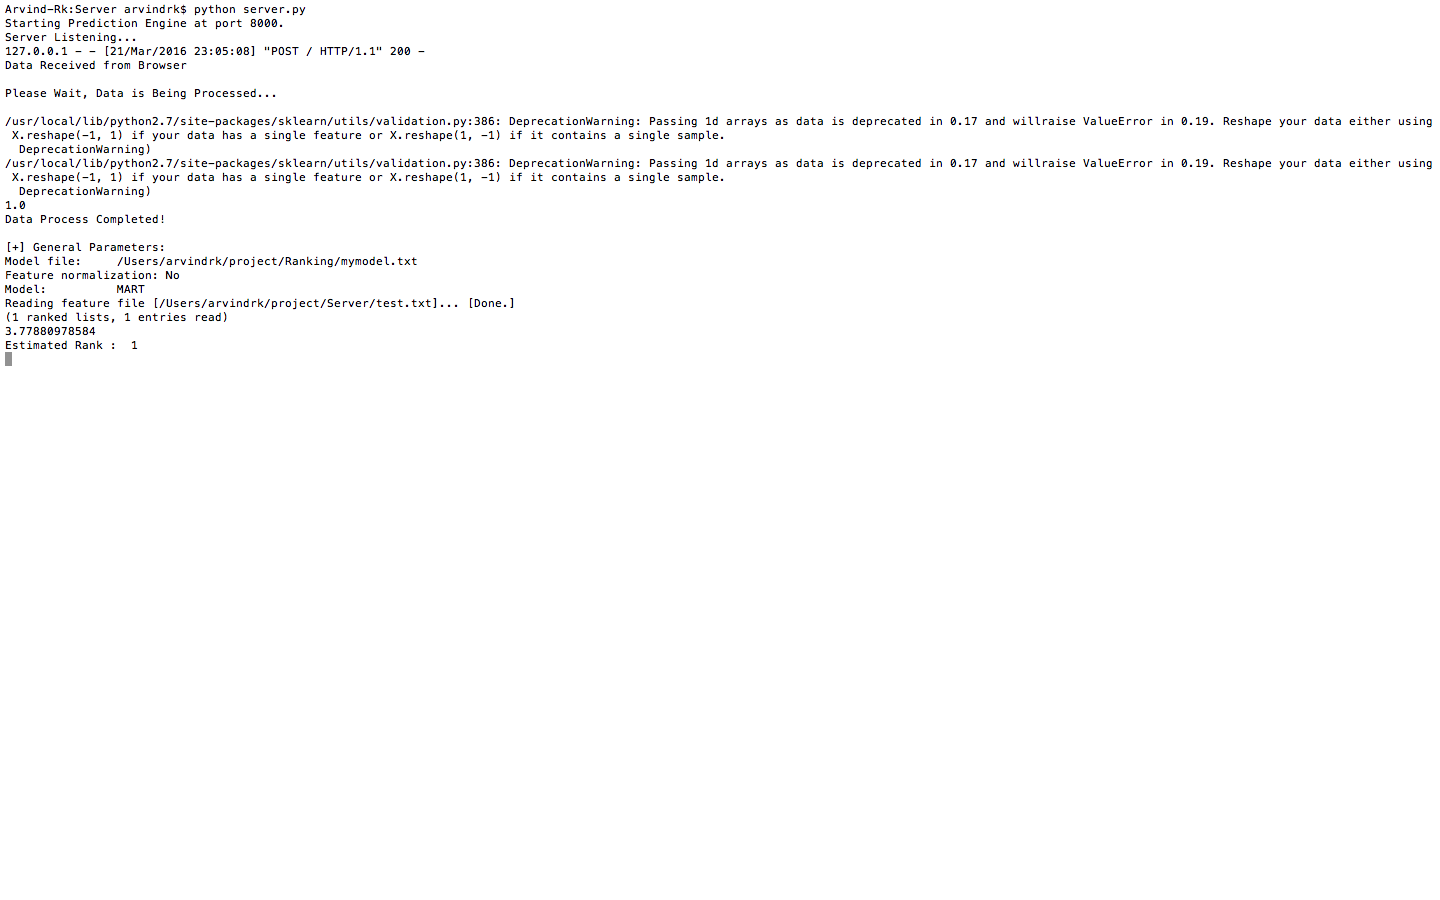 Arvind-Rk:Server arvindrk$ python server.py
Starting Prediction Engine at port 8000.
Server Listening...
127.0.0.1 - - [21/Mar/2016 23:05:08] "POST / HTTP/1.1" 200 -
Data Received from Browser
Please Wait, Data is Being Processed...
/usr/local/lib/python2.7/site-packages/sklearn/utils/validation.py:386: DeprecationWarning: Passing 1d arrays as data is deprecated in 0.17 and willraise ValueError in 0.19. Reshape your data either using
X.reshape(-1, 1) if your data has a single feature or X.reshape(1, -1) if it contains a single sample.
DeprecationWarning)
/usr/local/lib/python2.7/site-packages/sklearn/utils/validation.py:386: DeprecationWarning: Passing 1d arrays as data is deprecated in 0.17 and willraise ValueError in 0.19. Reshape your data either using
X.reshape(-1, 1) if your data has a single feature or X.reshape(1, -1) if it contains a single sample.
DeprecationWarning)
1.0
Data Process Completed!
[+] General Parameters:
Model file:     /Users/arvindrk/project/Ranking/mymodel.txt
Feature normalization: No
Model:          MART
Reading feature file [/Users/arvindrk/project/Server/test.txt]... [Done.]
(1 ranked lists, 1 entries read)
3.77880978584
Estimated Rank :  1